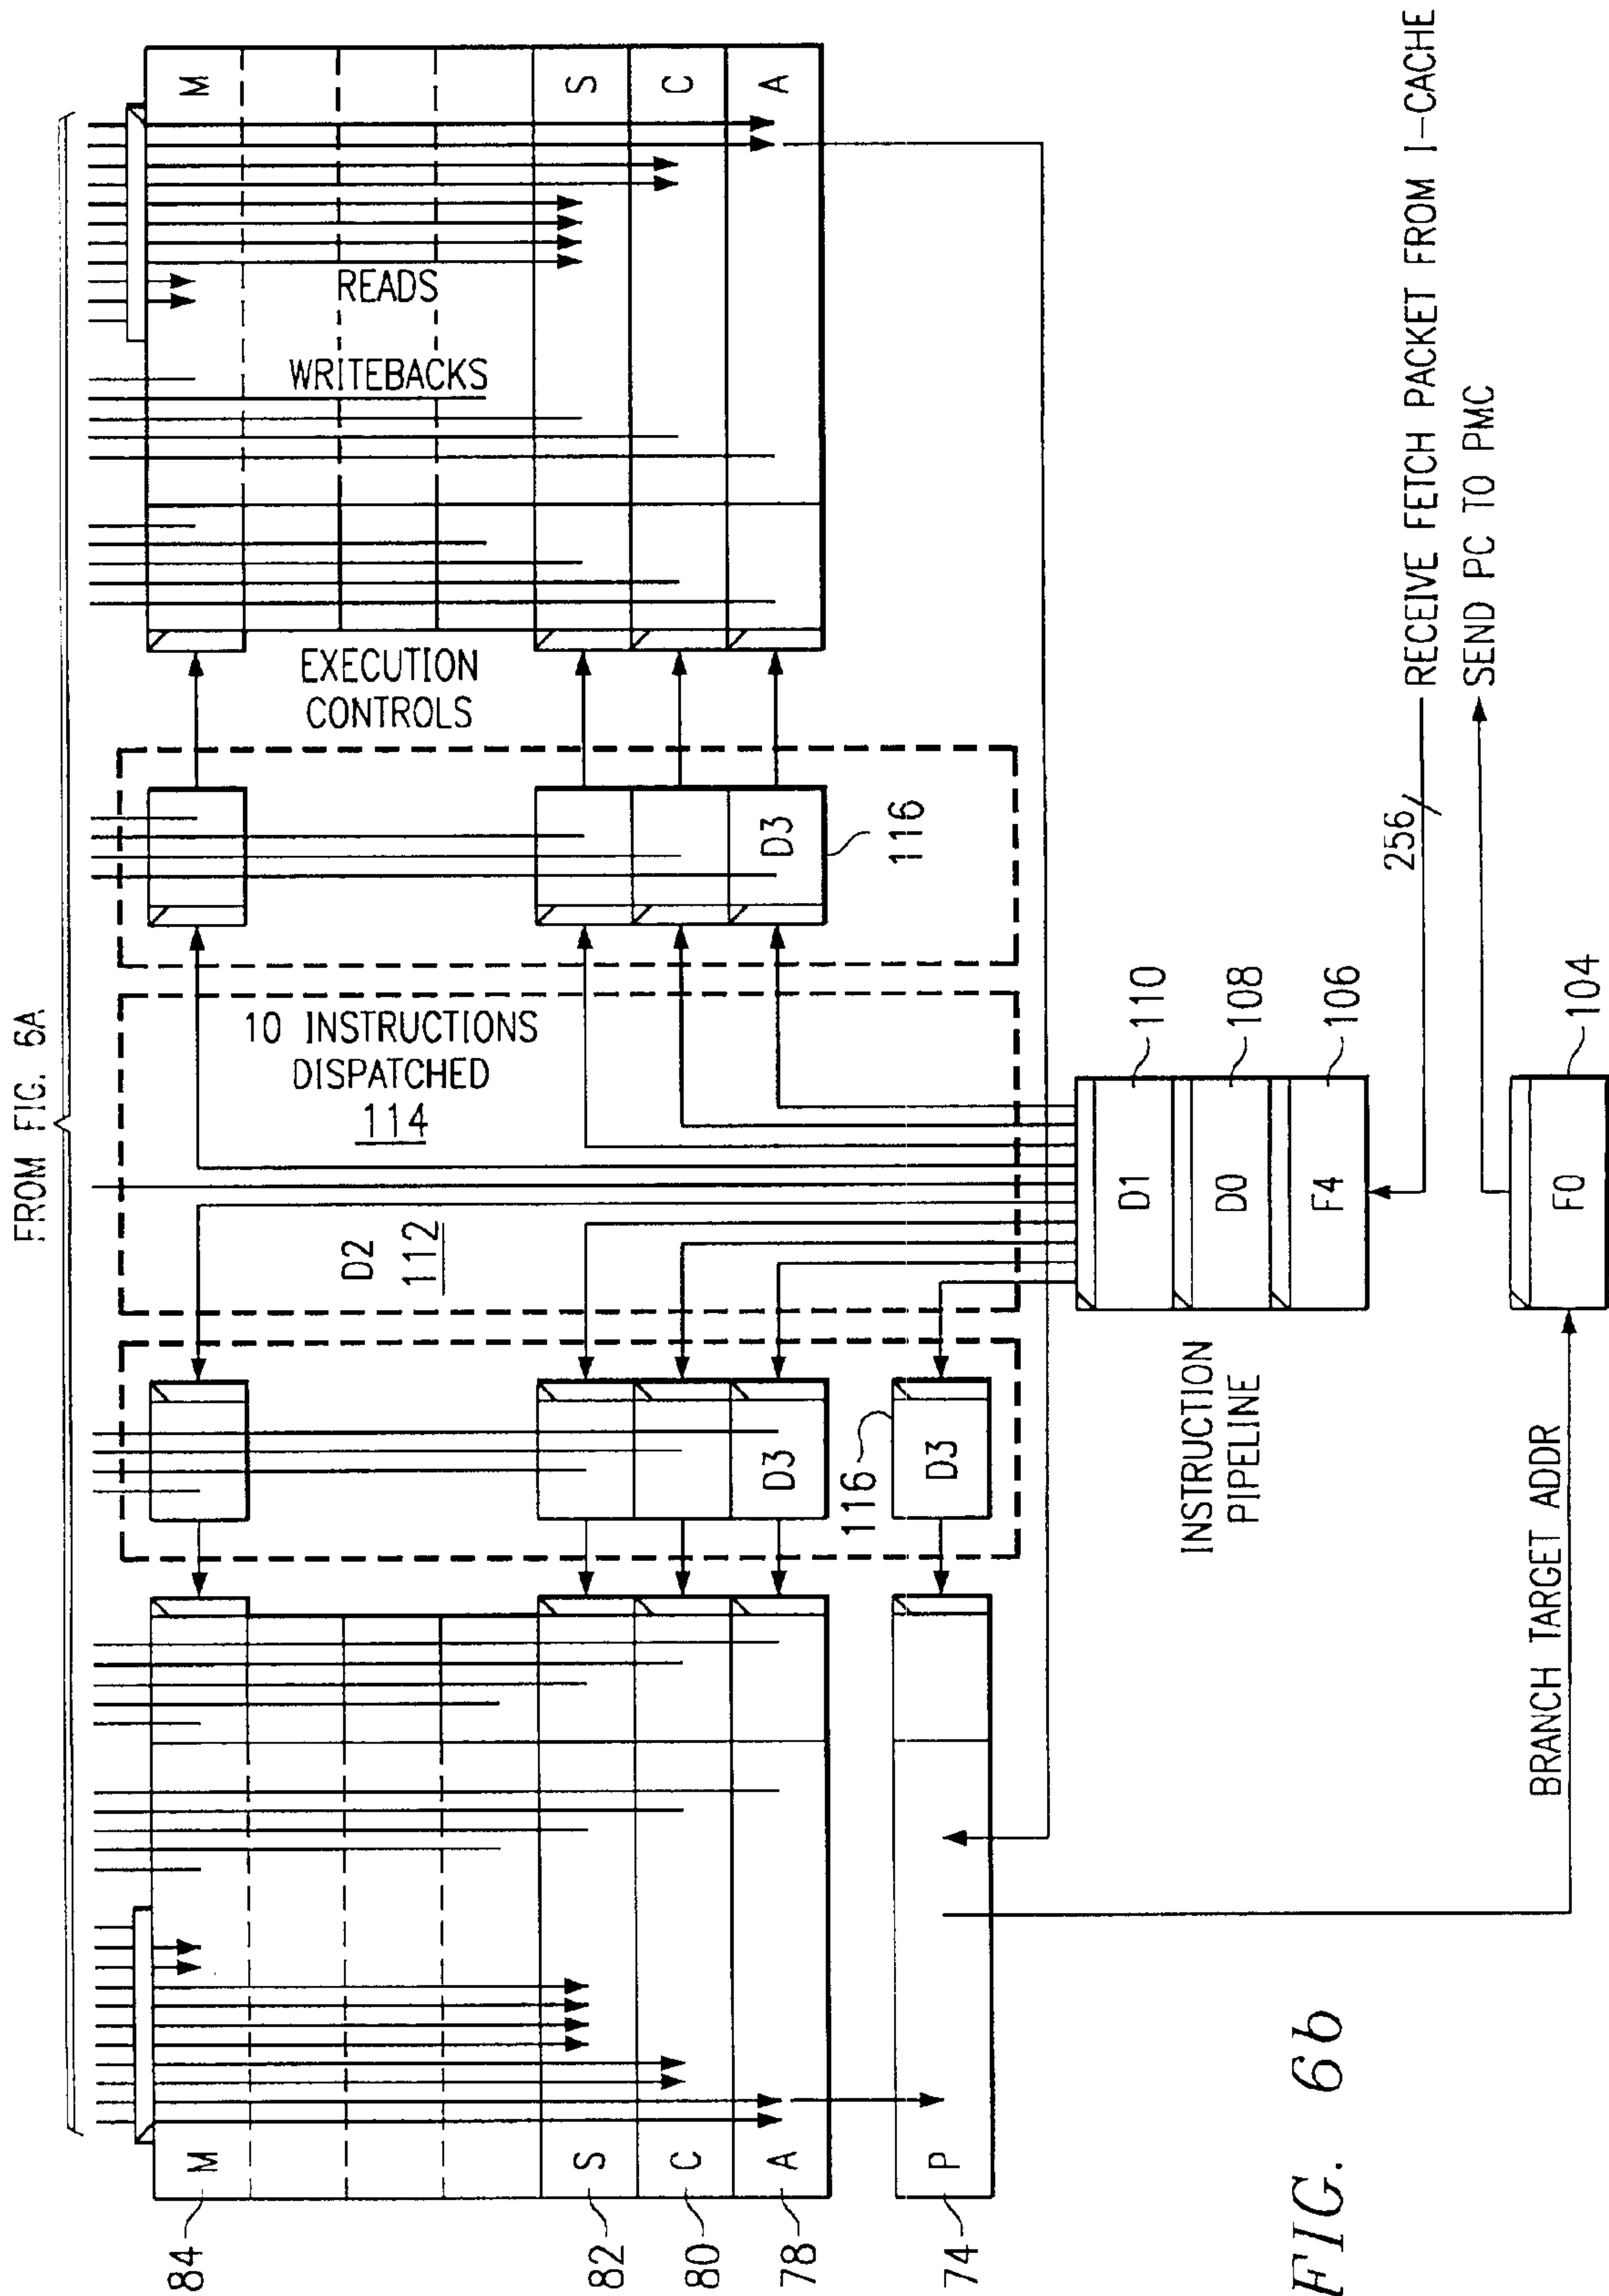 FROM FIG. 6A
84
M
M
10 INSTRUCTIONS
DISPATCHED
114
D2
112
EXECUTION
CONTROLS
WRITEBACKS
READS
82
S
S
80
C
C
78
A
D3
D3
A
116
116
74
P
D3
INSTRUCTION
PIPELINE
D1
110
D0
108
F4
106
256
RECEIVE FETCH PACKET FROM I-CACHE
SEND PC TO PMC
BRANCH TARGET ADDR
F0
104
FIG. 6b